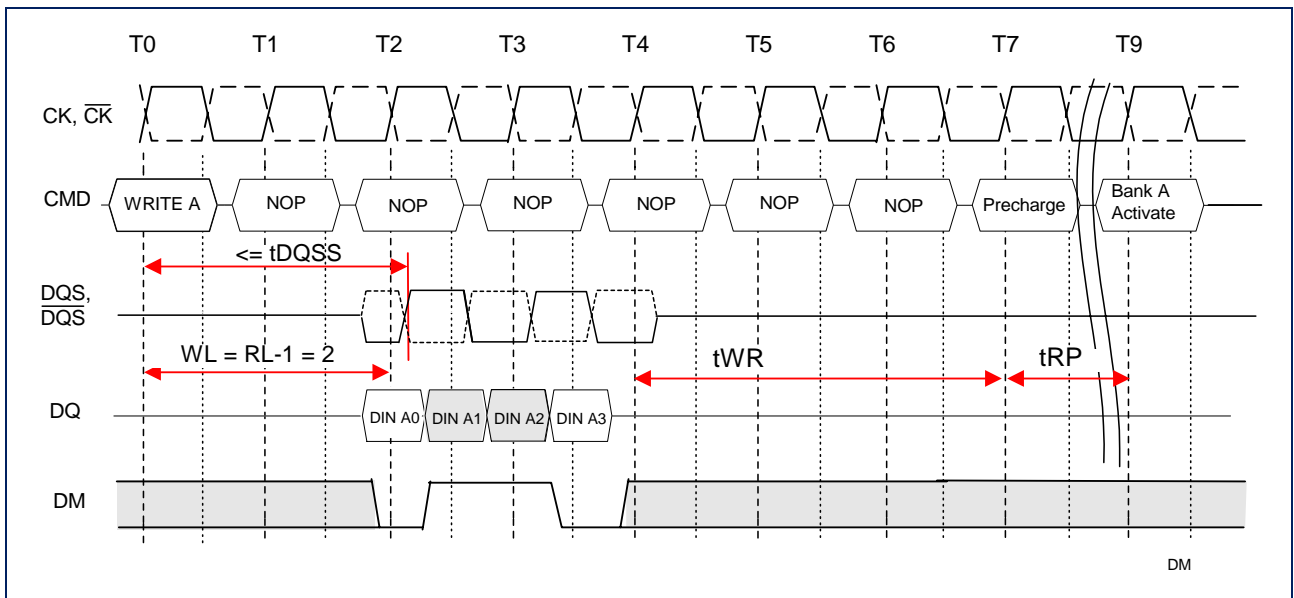 T0 T1 T2 T3 T4 T5 T6 T7 T9
CK, C̅K̅
CMD WRITE A NOP NOP NOP NOP NOP NOP Precharge Bank A
Activate
<= tDQSS
DQS,
D̅Q̅S̅
WL = RL-1 = 2 tWR tRP
DQ DIN A0 DIN A1 DIN A2 DIN A3
DM
DM